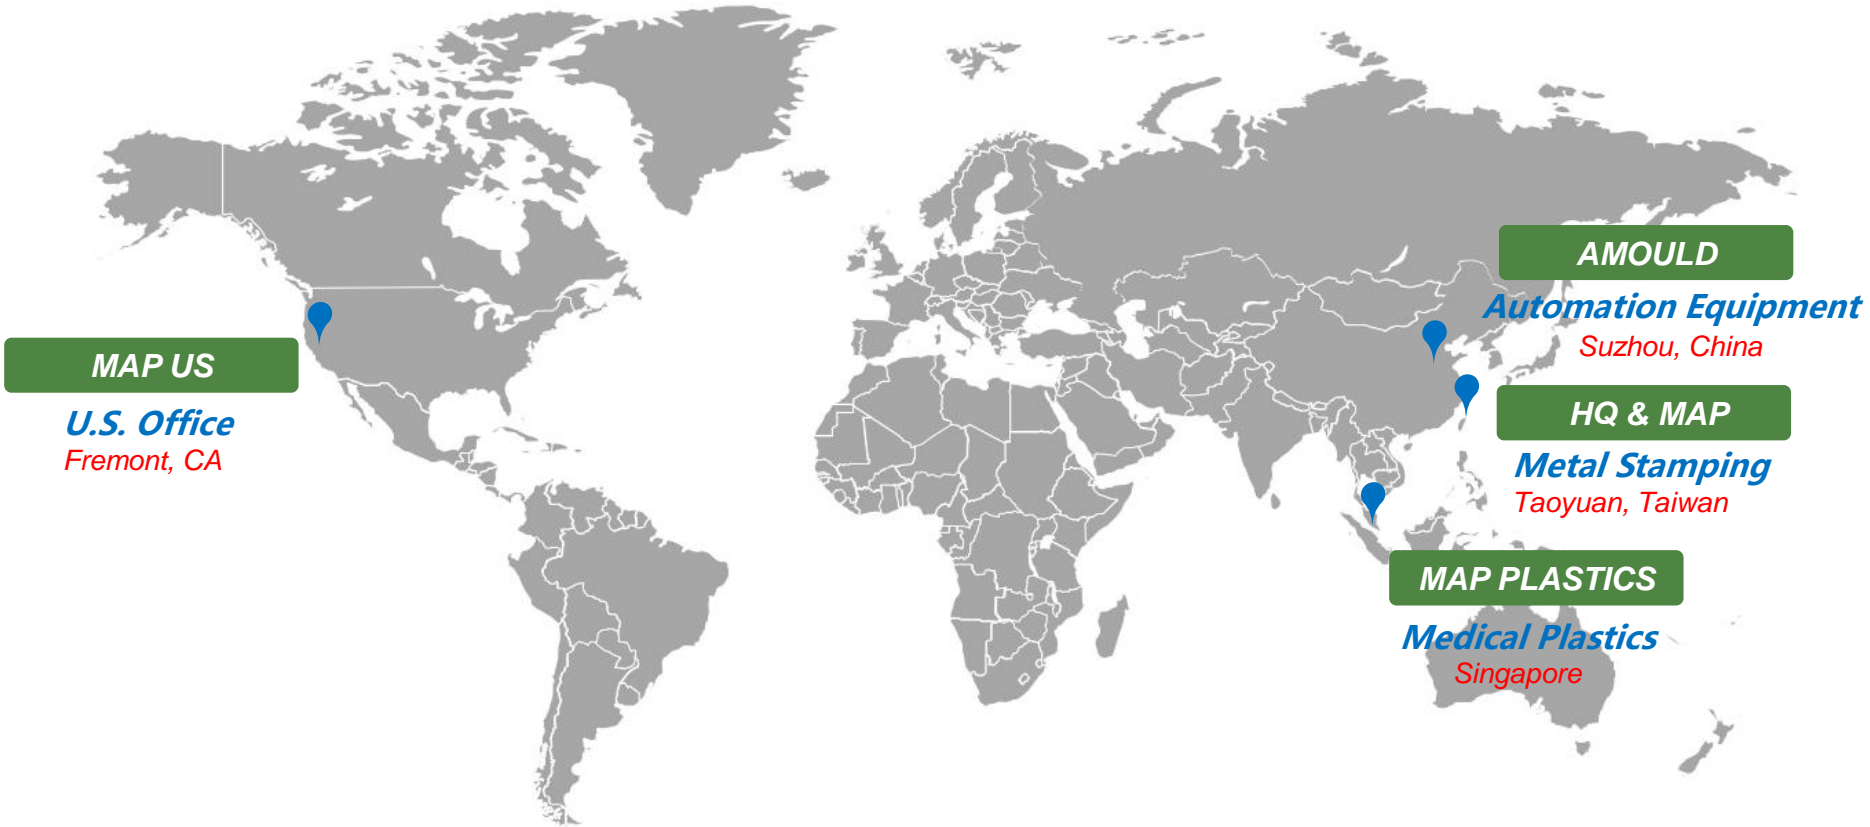 MAP US
U.S. Office
Fremont, CA
AMOULD
Automation Equipment
Suzhou, China
HQ & MAP
Metal Stamping
Taoyuan, Taiwan
MAP PLASTICS
Medical Plastics
Singapore